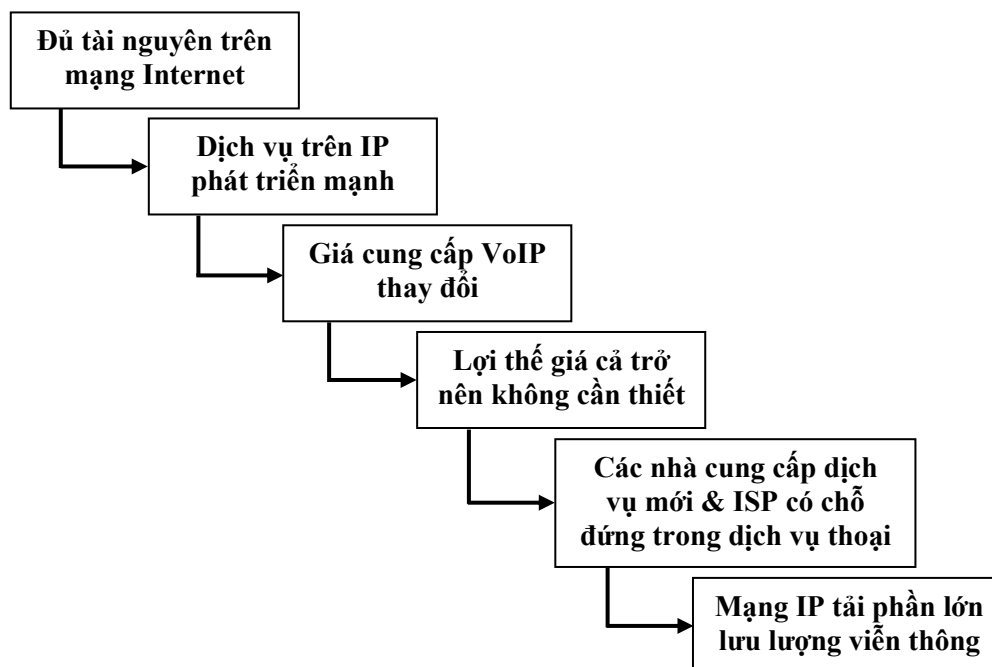 Đủ tài nguyên trên
mạng Internet
Dịch vụ trên IP
phát triển mạnh
Giá cung cấp VoIP
thay đổi
Lợi thế giá cả trở
nên không cần thiết
Các nhà cung cấp dịch
vụ mới & ISP có chỗ
đứng trong dịch vụ thoại
Mạng IP tải phần lớn
lưu lượng viễn thông